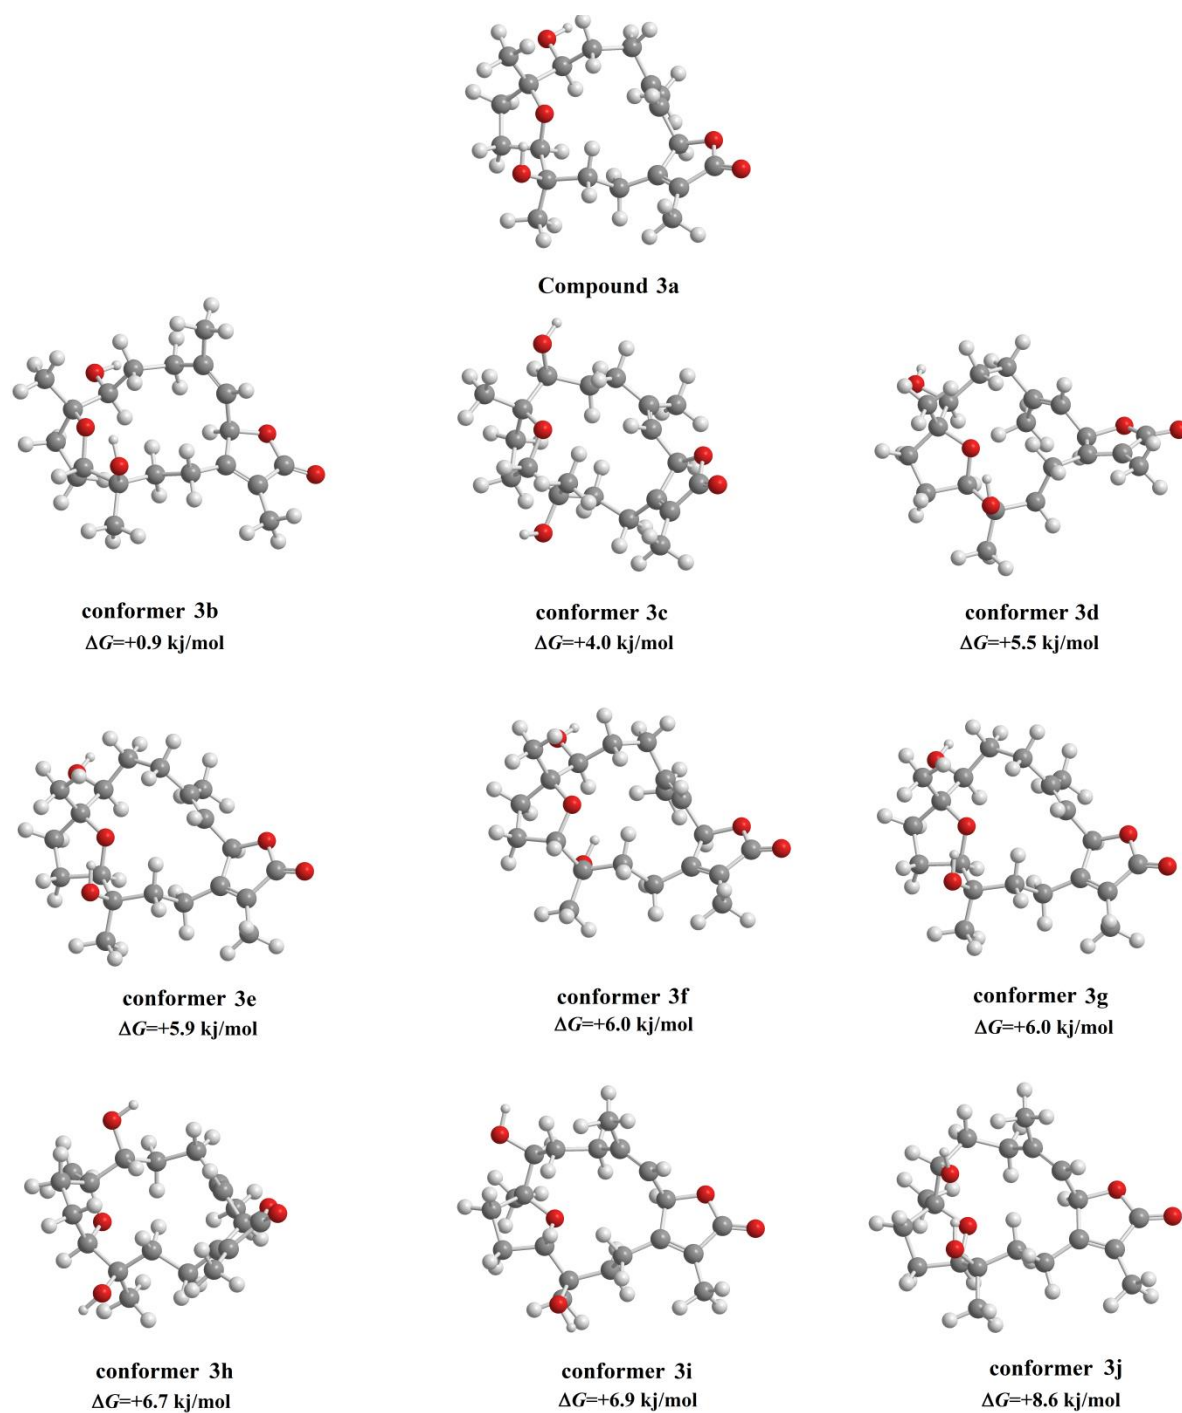 Compound 3a
conformer 3b
ΔG=+0.9 kj/mol
conformer 3c
ΔG=+4.0 kj/mol
conformer 3d
ΔG=+5.5 kj/mol
conformer 3e
ΔG=+5.9 kj/mol
conformer 3f
ΔG=+6.0 kj/mol
conformer 3g
ΔG=+6.0 kj/mol
conformer 3h
ΔG=+6.7 kj/mol
conformer 3i
ΔG=+6.9 kj/mol
conformer 3j
ΔG=+8.6 kj/mol